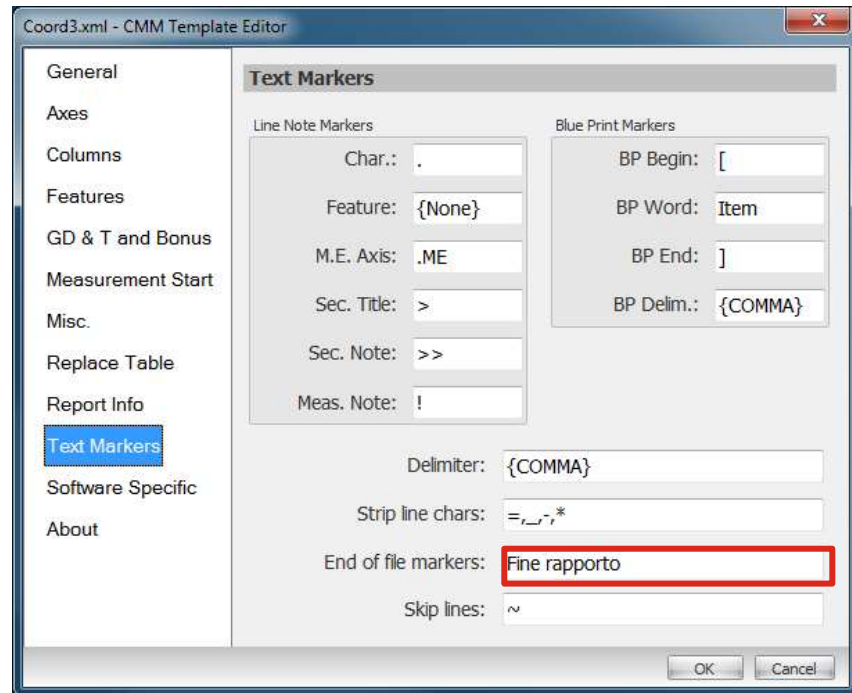 Coord3.xml - CMM Template Editor
General
Axes
Columns
Features
GD & T and Bonus
Measurement Start
Misc.
Replace Table
Report Info
Text Markers
Software Specific
About
Text Markers
Line Note Markers
Char.: .
Feature: {None}
M.E. Axis: .ME
Sec. Title: >
Sec. Note: >>
Meas. Note: !
Blue Print Markers
BP Begin: [
BP Word: Item
BP End: ]
BP Delim.: {COMMA}
Delimiter: {COMMA}
Strip line chars: =,_,-,*
End of file markers: Fine rapporto
Skip lines: ~
OK Cancel